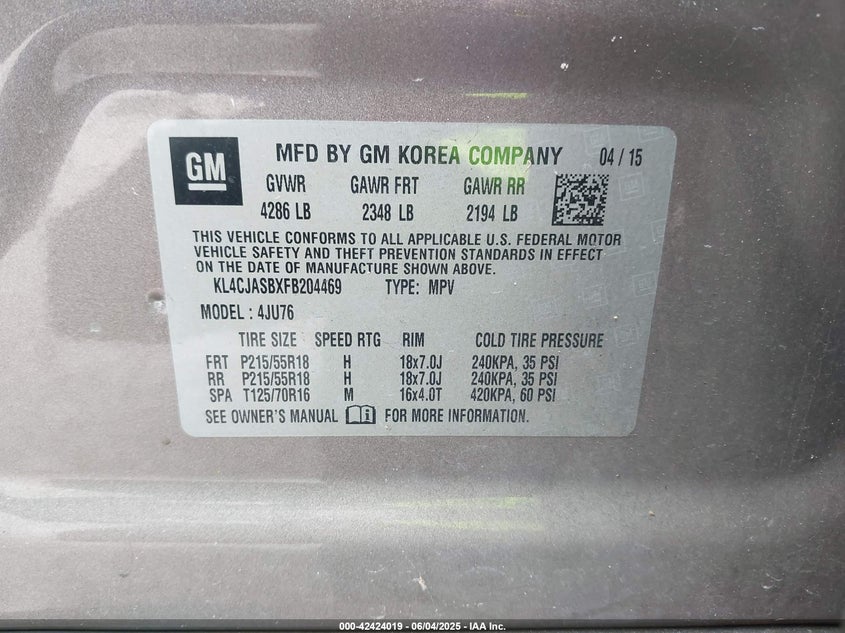 GM
MFD BY GM KOREA COMPANY 04 / 15
GVWR GAWR FRT GAWR RR
4286 LB 2348 LB 2194 LB
THIS VEHICLE CONFORMS TO ALL APPLICABLE U.S. FEDERAL MOTOR
VEHICLE SAFETY AND THEFT PREVENTION STANDARDS IN EFFECT
ON THE DATE OF MANUFACTURE SHOWN ABOVE.
KL4CJASBXFB204469 TYPE: MPV
MODEL : 4JU76
TIRE SIZE SPEED RTG RIM COLD TIRE PRESSURE
FRT P215/55R18 H 18x7.0J 240KPA, 35 PSI
RR P215/55R18 H 18x7.0J 240KPA, 35 PSI
SPA T125/70R16 M 16x4.0T 420KPA, 60 PSI
SEE OWNER'S MANUAL FOR MORE INFORMATION.
000-42424019 - 06/04/2025 - IAA Inc.